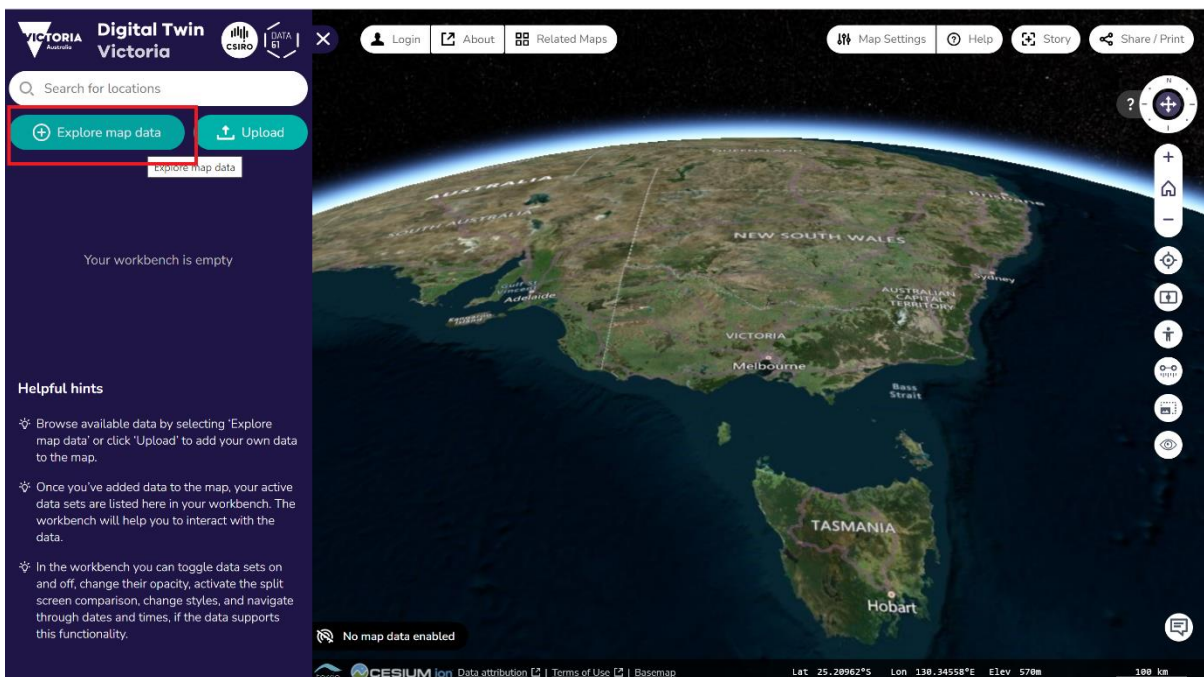 VICTORIA
Australia
Digital Twin
Victoria
CSIRO
DATA
61
Login
About
Related Maps
Map Settings
Help
Story
Share / Print
Search for locations
Explore map data
Upload
Explore map data
Your workbench is empty
Helpful hints
Browse available data by selecting ‘Explore
map data’ or click ‘Upload’ to add your own data
to the map.
Once you’ve added data to the map, your active
data sets are listed here in your workbench. The
workbench will help you to interact with the
data.
In the workbench you can toggle data sets on
and off, change their opacity, activate the split
screen comparison, change styles, and navigate
through dates and times, if the data supports
this functionality.
N
?
QUEENSLAND
AUSTRALIA
SOUTH AUSTRALIA
Brisbane
NEW SOUTH WALES
Sydney
Gulf St
Vincent
Adelaide
Kangaroo
Island
AUSTRALIAN
CAPITAL
TERRITORY
VICTORIA
Melbourne
Bass
Strait
TASMANIA
Hobart
No map data enabled
CESIUM ion Data attribution | Terms of Use | Basemap
Lat 25.20962°S Lon 130.34558°E Elev 570m
100 km